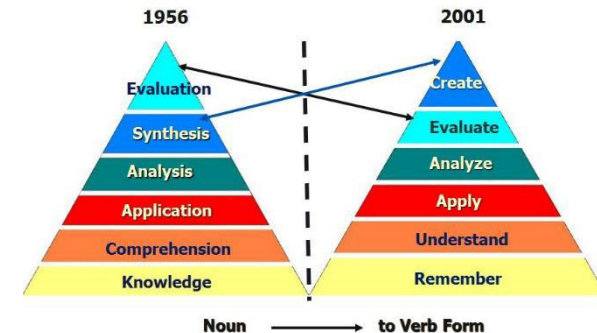 1956
2001
Evaluation
Synthesis
Analysis
Application
Comprehension
Knowledge
Create
Evaluate
Analyze
Apply
Understand
Remember
Noun to Verb Form